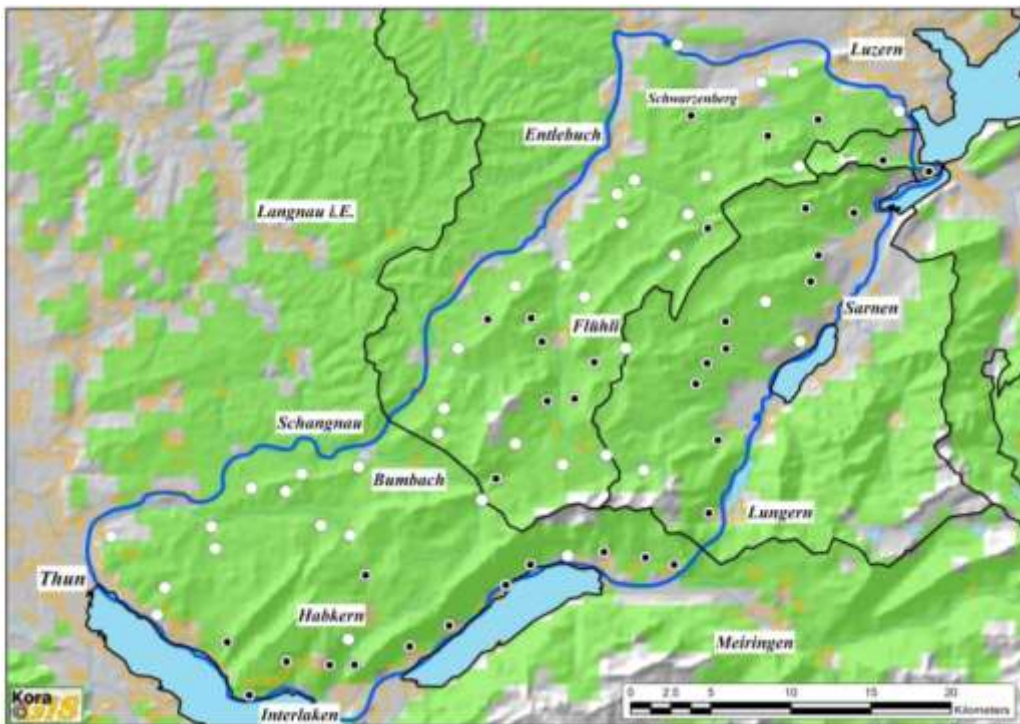 Luzern
Schwarzenberg
Entlebuch
Langnau i.E.
Sarnen
Flühli
Schangnau
Bumbach
Lungern
Thun
Habkern
Meiringen
Interlaken
Kora
GIS
0 2.5 5 10 15 20
Kilometers